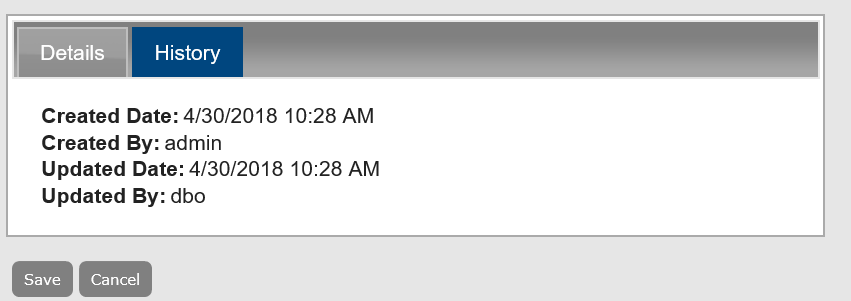 Details History
Created Date: 4/30/2018 10:28 AM
Created By: admin
Updated Date: 4/30/2018 10:28 AM
Updated By: dbo
Save Cancel